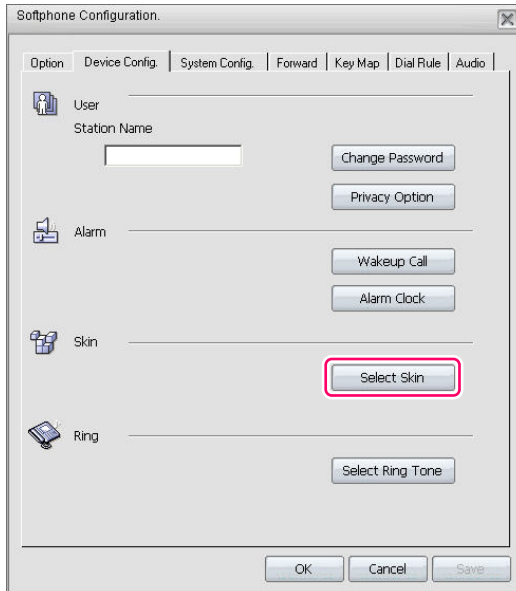 Softphone Configuration.
Option Device Config. System Config. Forward Key Map Dial Rule Audio
User
Station Name
Change Password
Privacy Option
Alarm
Wakeup Call
Alarm Clock
Skin
Select Skin
Ring
Select Ring Tone
OK Cancel Save